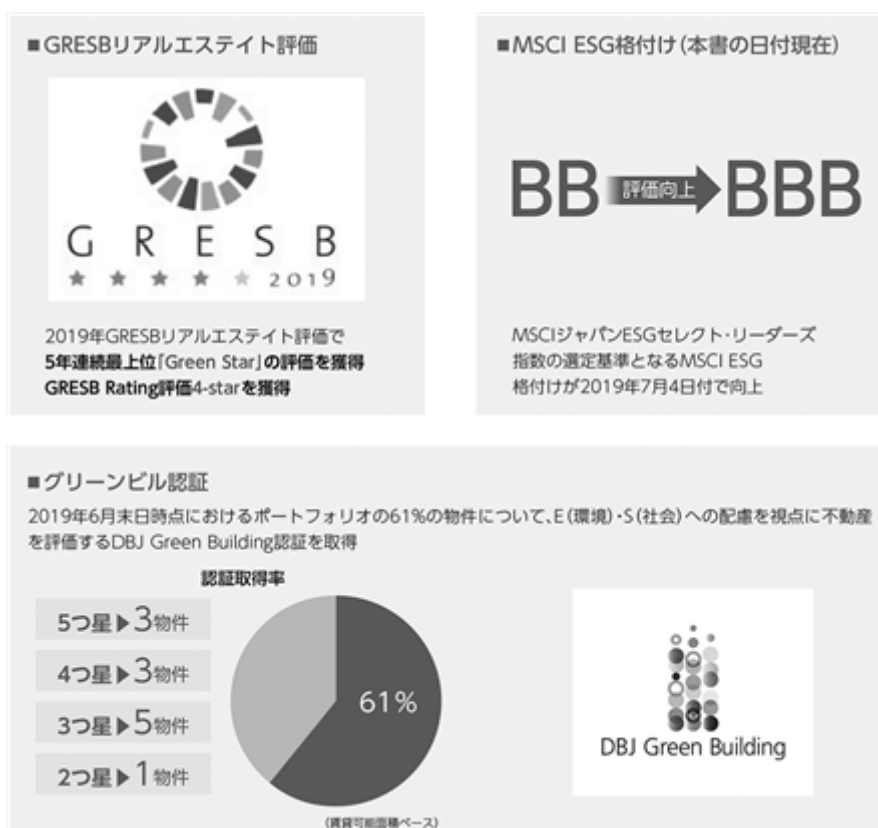 ■GRESBリアルエステイト評価
GRESB
★★★★★2019
2019年GRESBリアルエステイト評価で
5年連続最上位「Green Star」の評価を獲得
GRESB Rating評価4-starを獲得
■MSCI ESG格付け(本書の日付現在)
BB 評価向上 BBB
MSCIジャパンESGセレクト・リーダーズ
指数の選定基準となるMSCI ESG
格付けが2019年7月4日付で向上
■グリーンビル認証
2019年6月末日時点におけるポートフォリオの61%の物件について、E(環境)・S(社会)への配慮を視点に不動産
を評価するDBJ Green Building認証を取得
認証取得率
5つ星▶3物件
4つ星▶3物件
3つ星▶5物件
2つ星▶1物件
61%
(賃貸可能面積ベース)
DBJ Green Building